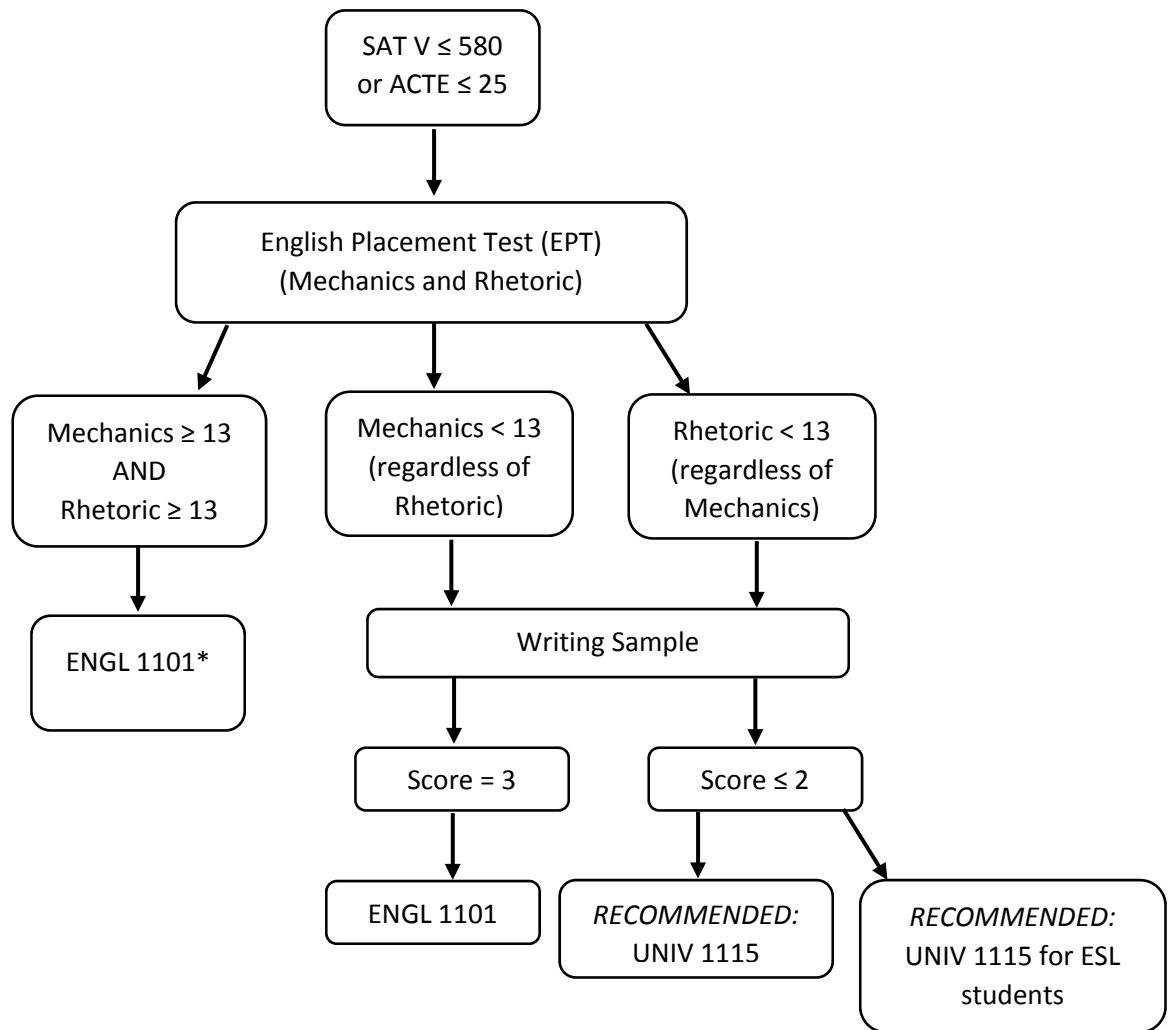 SAT V ≤ 580
or ACTE ≤ 25
English Placement Test (EPT)
(Mechanics and Rhetoric)
Mechanics ≥ 13
AND
Rhetoric ≥ 13
Mechanics < 13
(regardless of
Rhetoric)
Rhetoric < 13
(regardless of
Mechanics)
ENGL 1101*
Writing Sample
Score = 3
Score ≤ 2
ENGL 1101
RECOMMENDED:
UNIV 1115
RECOMMENDED:
UNIV 1115 for ESL
students